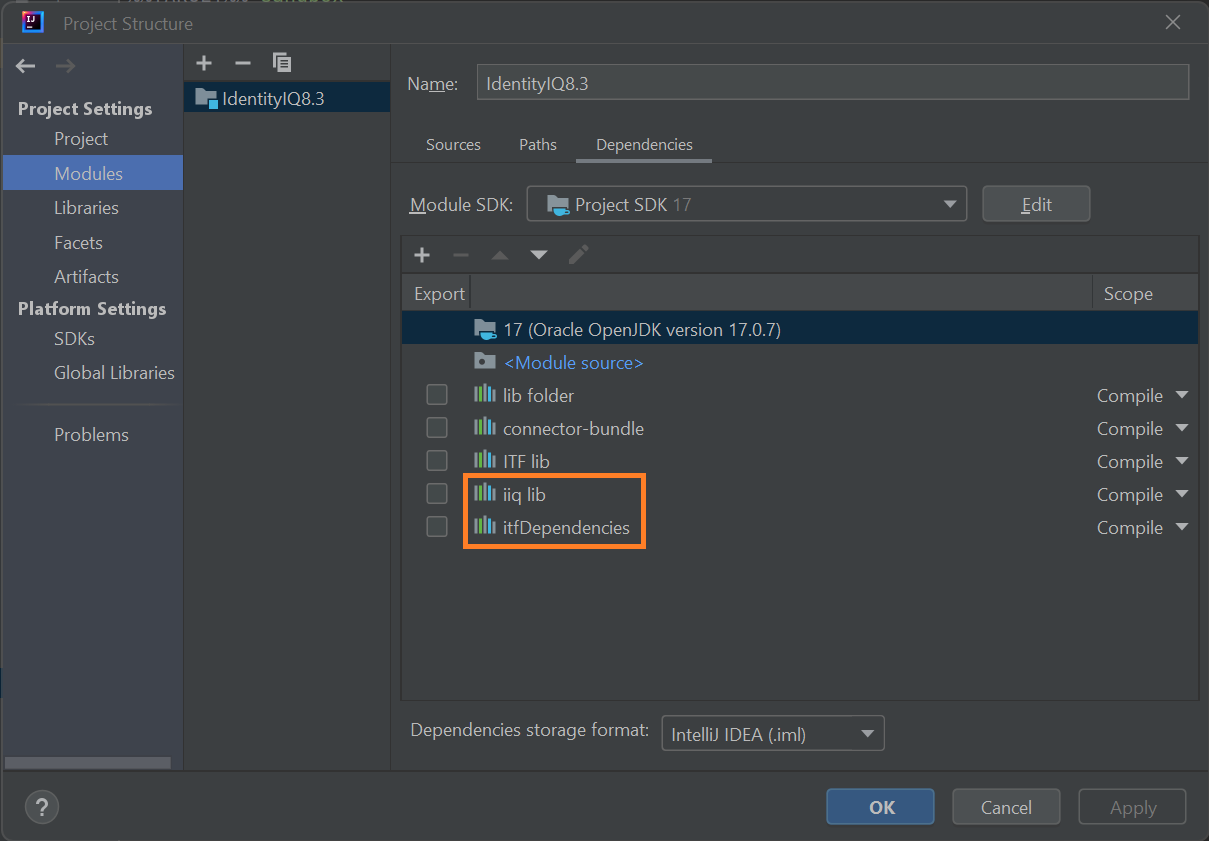 IJ
Project Structure
Project Settings
Project
Modules
Libraries
Facets
Artifacts
Platform Settings
SDKs
Global Libraries
Problems
IdentityIQ8.3
Name: IdentityIQ8.3
Sources Paths Dependencies
Module SDK: Project SDK 17 Edit
Export Scope
17 (Oracle OpenJDK version 17.0.7)
<Module source>
lib folder Compile
connector-bundle Compile
ITF lib Compile
iiq lib Compile
itfDependencies Compile
Dependencies storage format: IntelliJ IDEA (.iml)
? OK Cancel Apply